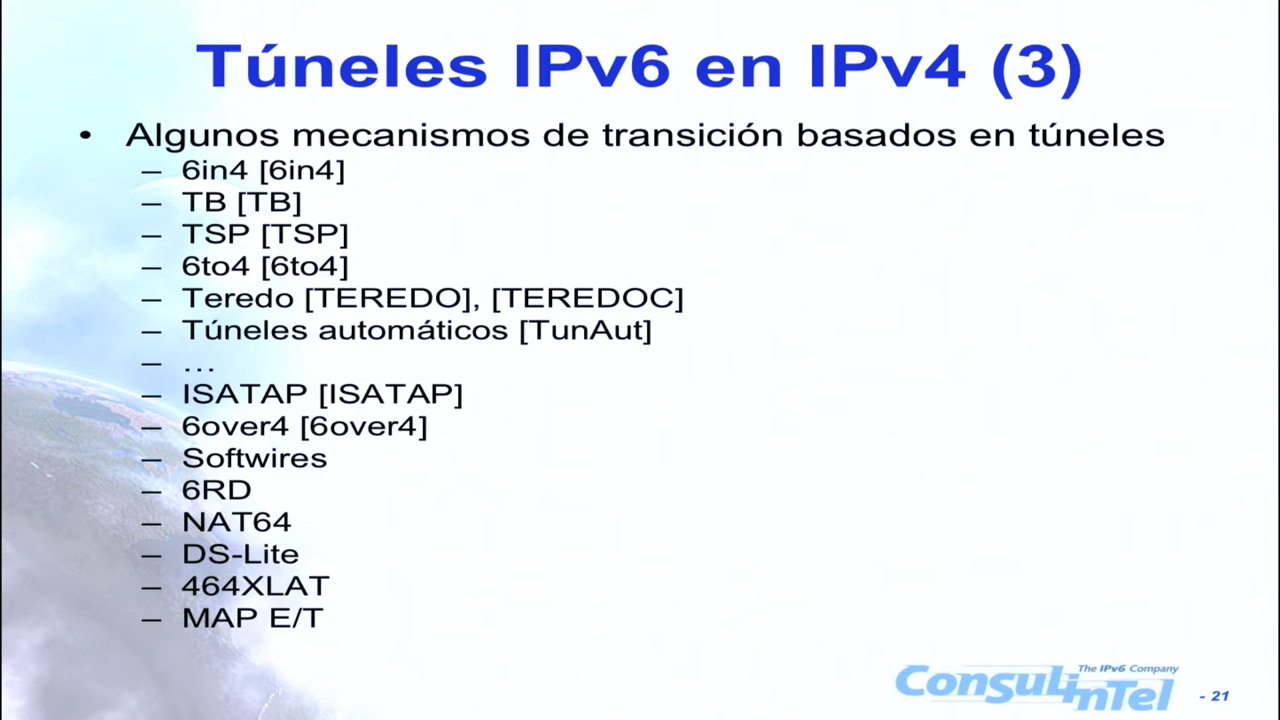 Túneles IPv6 en IPv4 (3)
• Algunos mecanismos de transición basados en túneles
– 6in4 [6in4]
– TB [TB]
– TSP [TSP]
– 6to4 [6to4]
– Teredo [TEREDO], [TEREDOC]
– Túneles automáticos [TunAut]
– …
– ISATAP [ISATAP]
– 6over4 [6over4]
– Softwires
– 6RD
– NAT64
– DS-Lite
– 464XLAT
– MAP E/T
The IPv6 Company
ConsulinTel
- 21